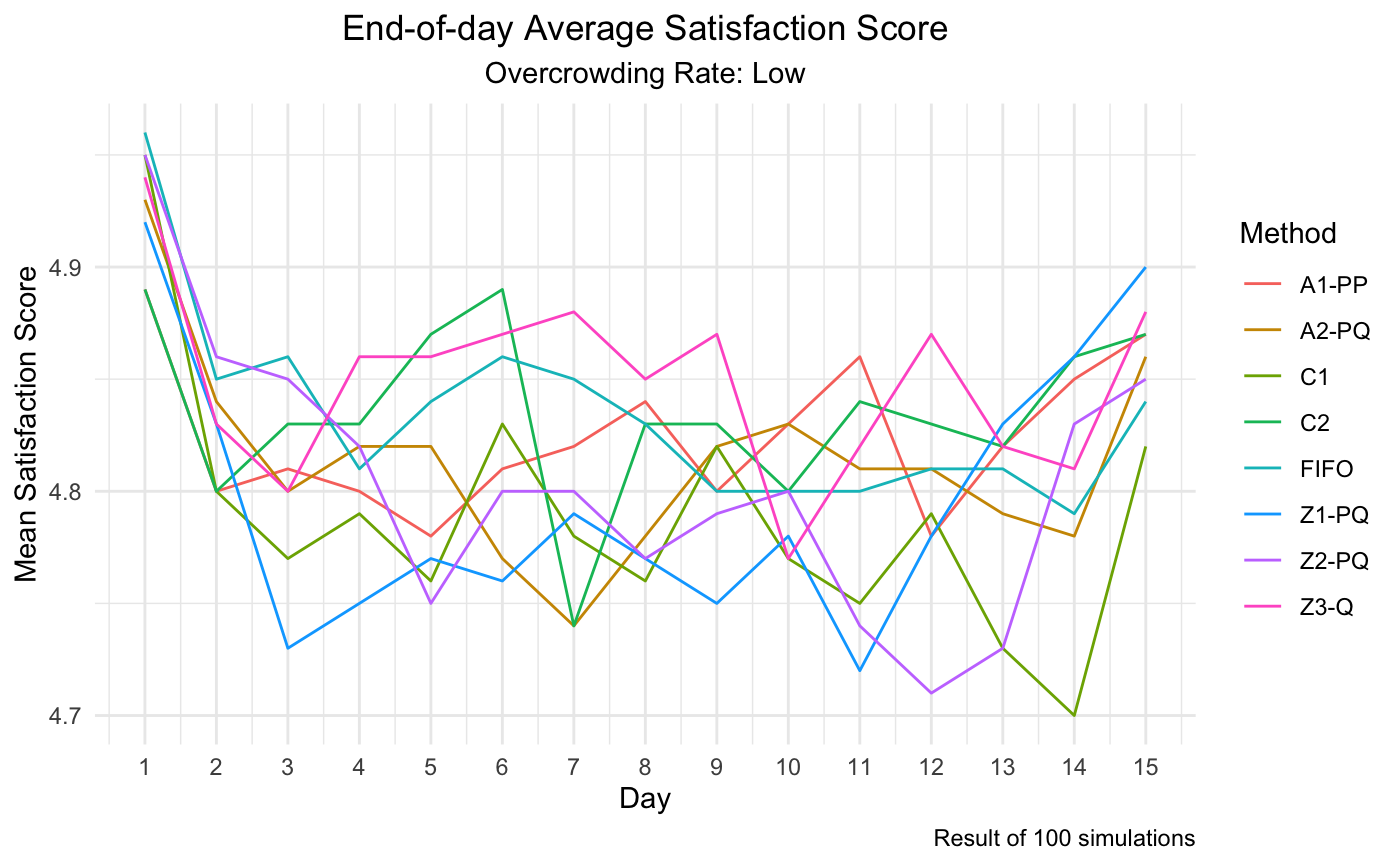 End-of-day Average Satisfaction Score
Overcrowding Rate: Low
Mean Satisfaction Score
4.9
4.8
4.7
1 2 3 4 5 6 7 8 9 10 11 12 13 14 15
Day
Method
A1-PP
A2-PQ
C1
C2
FIFO
Z1-PQ
Z2-PQ
Z3-Q
Result of 100 simulations